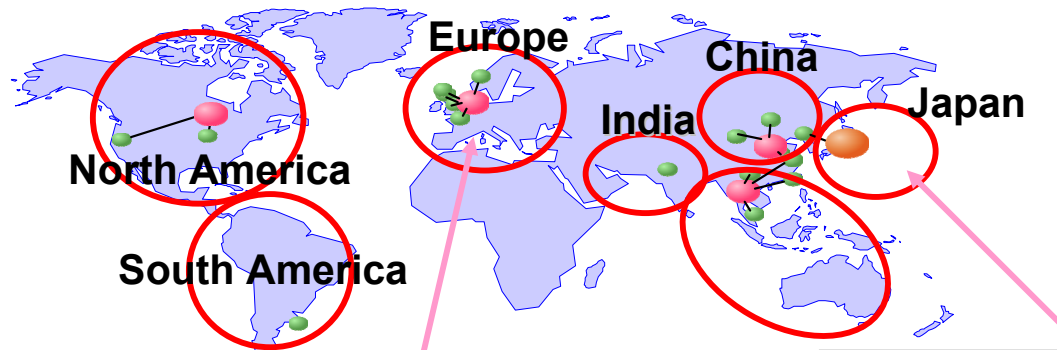 Europe
China
Japan
India
North America
South America